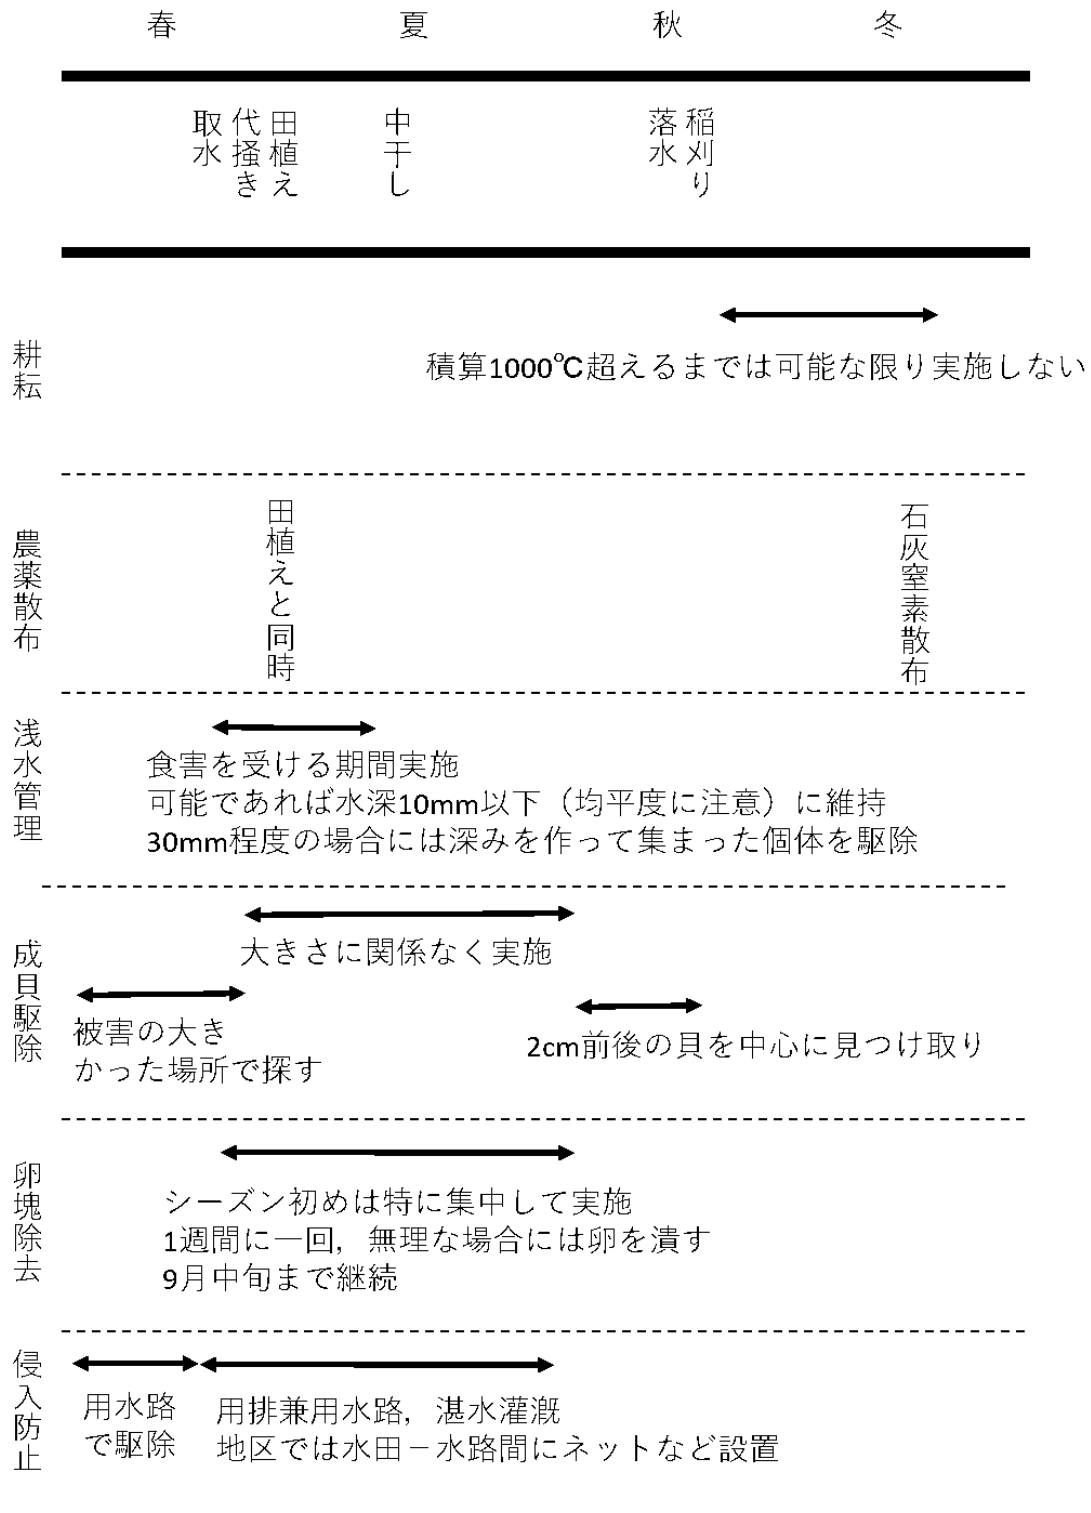 春
夏
秋
冬
取水
代掻き
田植え
中干し
落水
稲刈り
耕耘
積算1000℃超えるまでは可能な限り実施しない
農薬散布
田植えと同時
石灰窒素散布
浅水管理
食害を受ける期間実施
可能であれば水深10mm以下（均平度に注意）に維持
30mm程度の場合には深みを作って集まった個体を駆除
成貝駆除
大きさに関係なく実施
被害の大き
かった場所で探す
2cm前後の貝を中心に見つけ取り
卵塊除去
シーズン初めは特に集中して実施
1週間に一回，無理な場合には卵を潰す
9月中旬まで継続
侵入防止
用水路
で駆除
用排兼用水路，湛水灌漑
地区では水田－水路間にネットなど設置